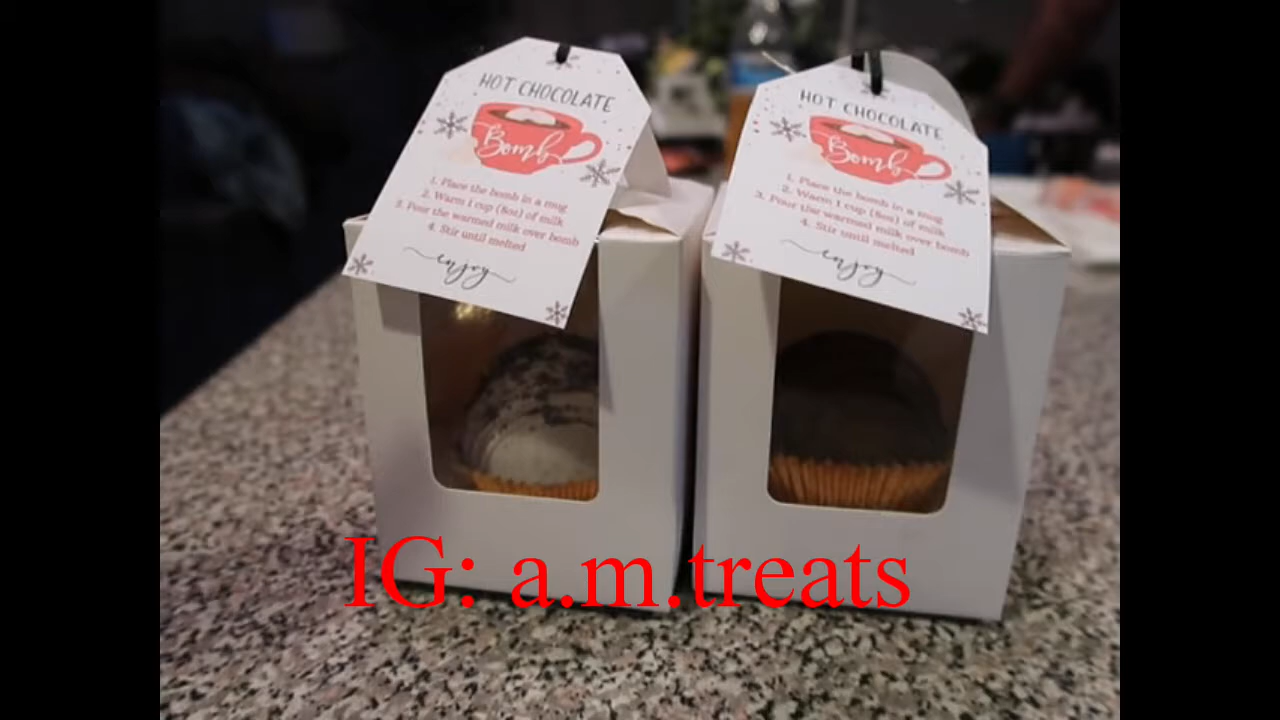 HOT CHOCOLATE
Bomb
1. Place the bomb in a mug
2. Warm 1 cup (8oz) of milk
3. Pour the warmed milk over bomb
4. Stir until melted
enjoy
HOT CHOCOLATE
Bomb
1. Place the bomb in a mug
2. Warm 1 cup (8oz) of milk
3. Pour the warmed milk over bomb
4. Stir until melted
enjoy
IG: a.m.treats